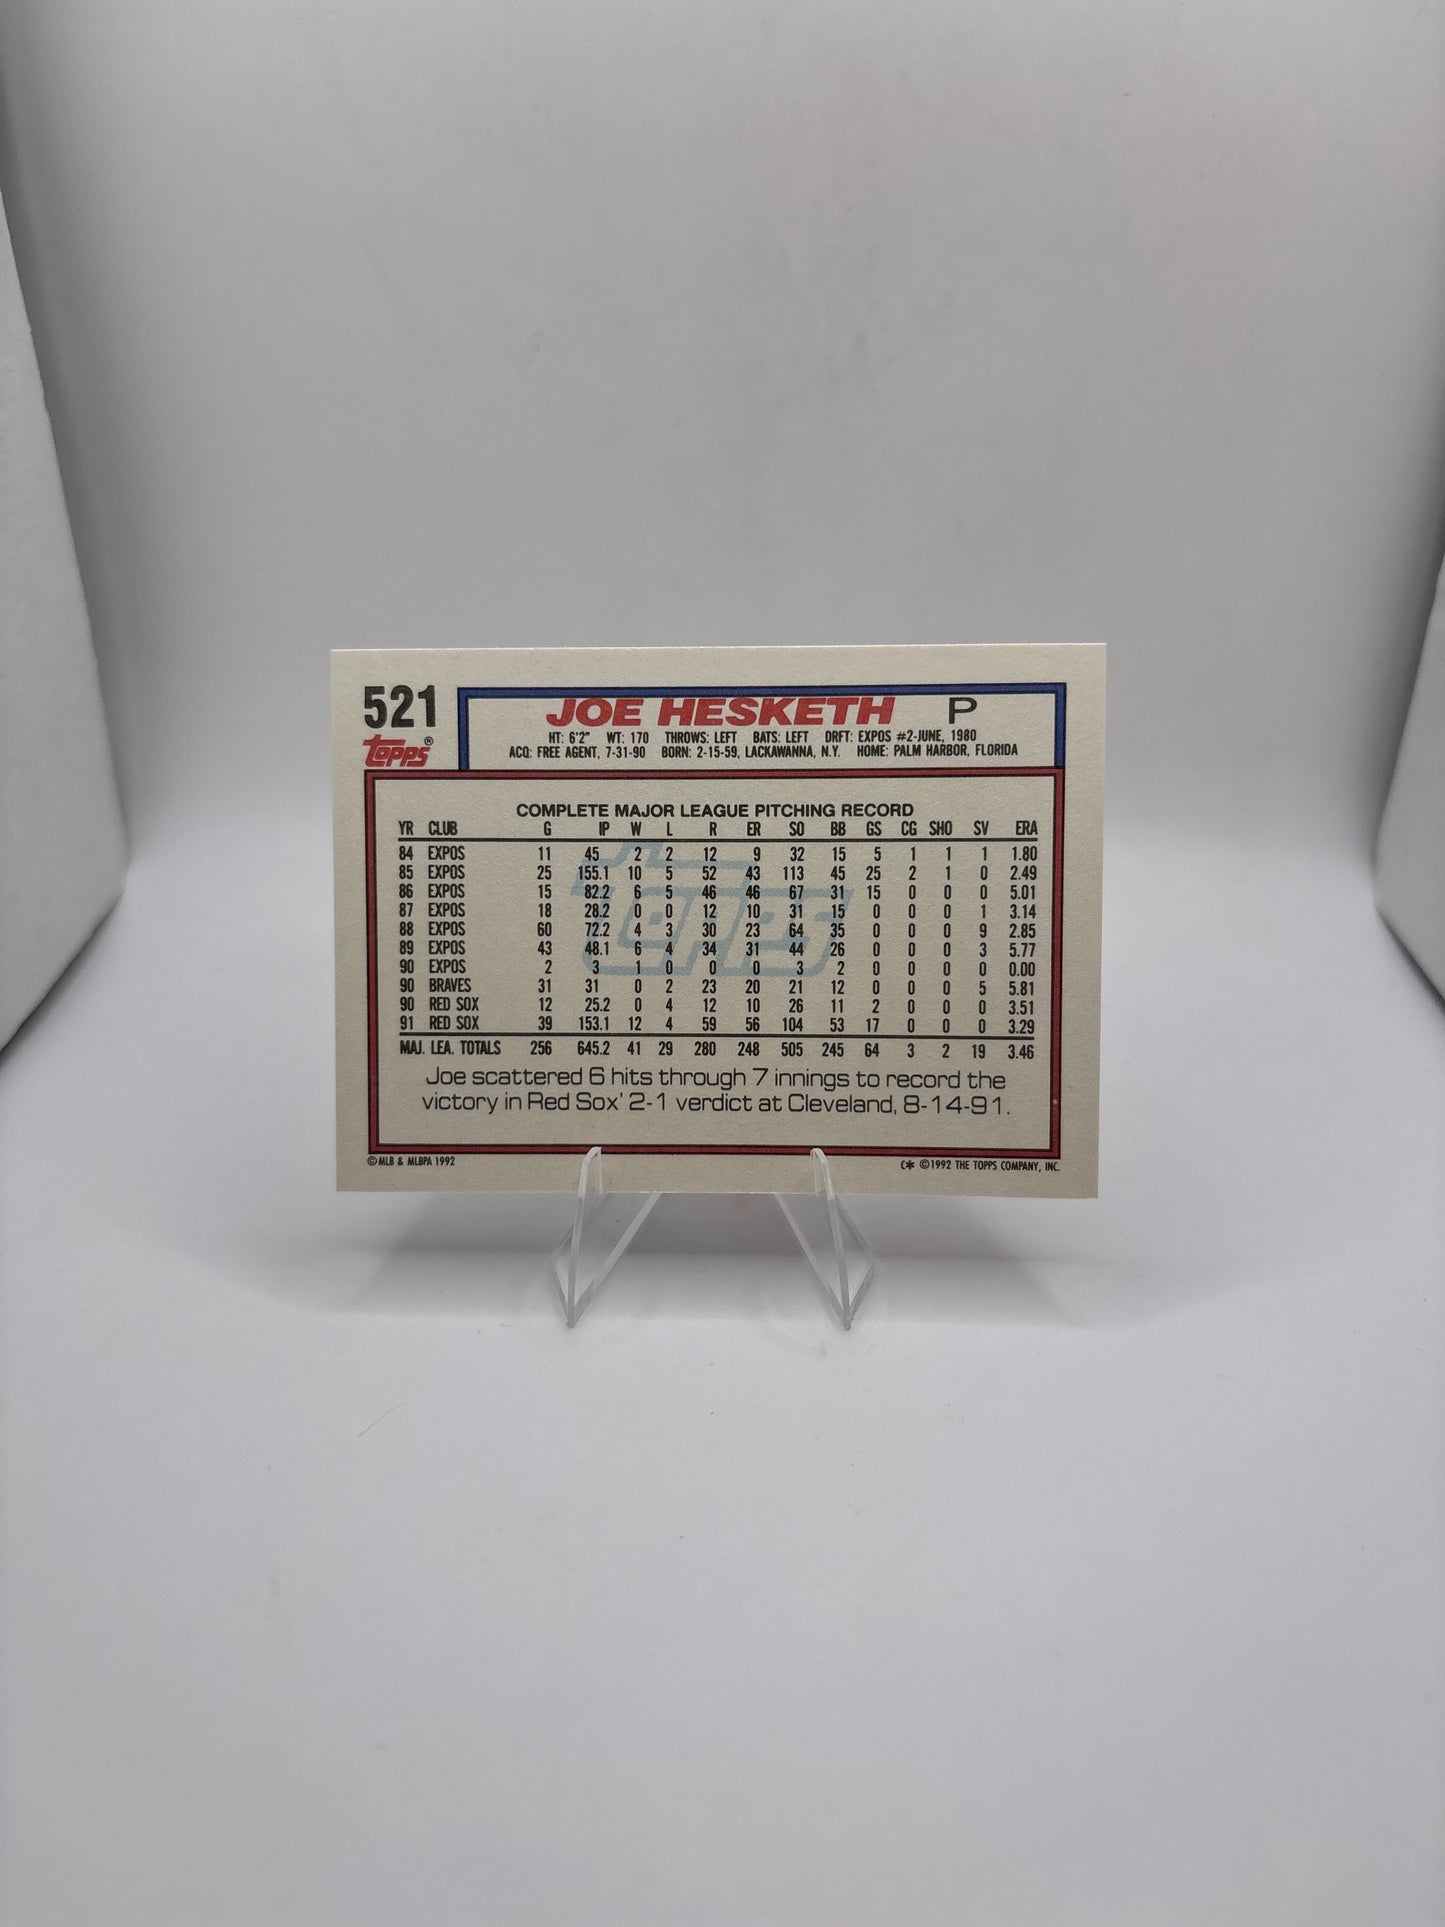 521 JOE HESKETH P
Topps®
HT: 6'2" WT: 170 THROWS: LEFT BATS: LEFT DRFT: EXPOS #2-JUNE, 1980
ACQ: FREE AGENT, 7-31-90 BORN: 2-15-59, LACKAWANNA, N.Y. HOME: PALM HARBOR, FLORIDA
COMPLETE MAJOR LEAGUE PITCHING RECORD
YR CLUB G IP W L R ER SO BB GS CG SHO SV ERA
84 EXPOS 11 45 2 2 12 9 32 15 5 1 1 1 1.80
85 EXPOS 25 155.1 10 5 52 43 113 45 25 2 1 0 2.49
86 EXPOS 15 82.2 6 5 46 46 67 31 15 0 0 0 5.01
87 EXPOS 18 28.2 0 0 12 10 31 15 0 0 0 1 3.14
88 EXPOS 60 72.2 4 3 30 23 64 35 0 0 0 9 2.85
89 EXPOS 43 48.1 6 4 34 31 44 26 0 0 0 3 5.77
90 EXPOS 2 3 1 0 0 0 3 2 0 0 0 0 0.00
90 BRAVES 31 31 0 2 23 20 21 12 0 0 0 5 5.81
90 RED SOX 12 25.2 0 4 12 10 26 11 2 0 0 0 3.51
91 RED SOX 39 153.1 12 4 59 56 104 53 17 0 0 0 3.29
MAJ. LEA. TOTALS 256 645.2 41 29 280 248 505 245 64 3 2 19 3.46
Topps
Joe scattered 6 hits through 7 innings to record the
victory in Red Sox' 2-1 verdict at Cleveland, 8-14-91.
© MLB & MLBPA 1992 C* ©1992 THE TOPPS COMPANY, INC.